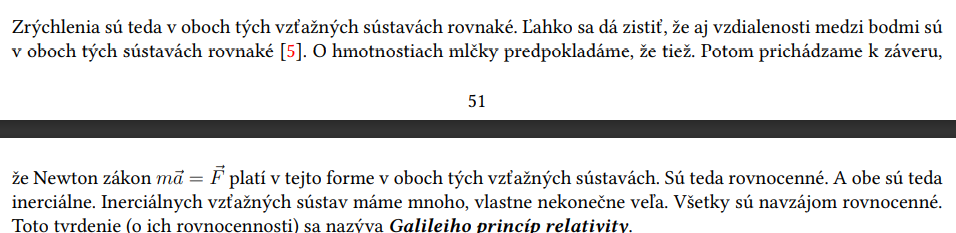 Zrýchlenia sú teda v oboch tých vzťažných sústavách rovnaké. Ľahko sa dá zistiť, že aj vzdialenosti medzi bodmi sú
v oboch tých sústavách rovnaké [5]. O hmotnostiach mlčky predpokladáme, že tiež. Potom prichádzame k záveru,
51
že Newton zákon m\vec{a} = \vec{F} platí v tejto forme v oboch tých vzťažných sústavách. Sú teda rovnocenné. A obe sú teda
inerciálne. Inerciálnych vzťažných sústav máme mnoho, vlastne nekonečne veľa. Všetky sú navzájom rovnocenné.
Toto tvrdenie (o ich rovnocennosti) sa nazýva Galileiho princíp relativity.